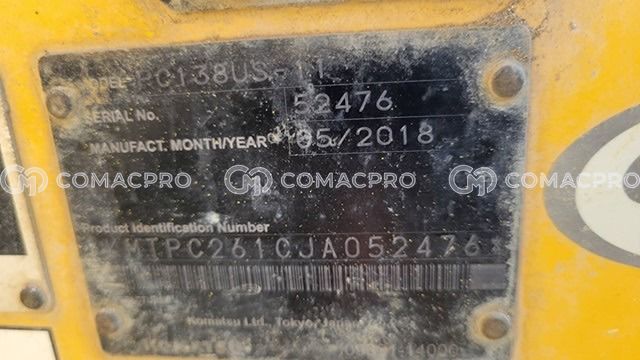 MODEL PC138US-11
SERIAL No. 52476
MANUFACT. MONTH/YEAR 05/2018
COMACPRO COMACPRO COMACPRO
Product Identification Number
KMTPC261CJA052476
Komatsu Ltd., Tokyo Japan